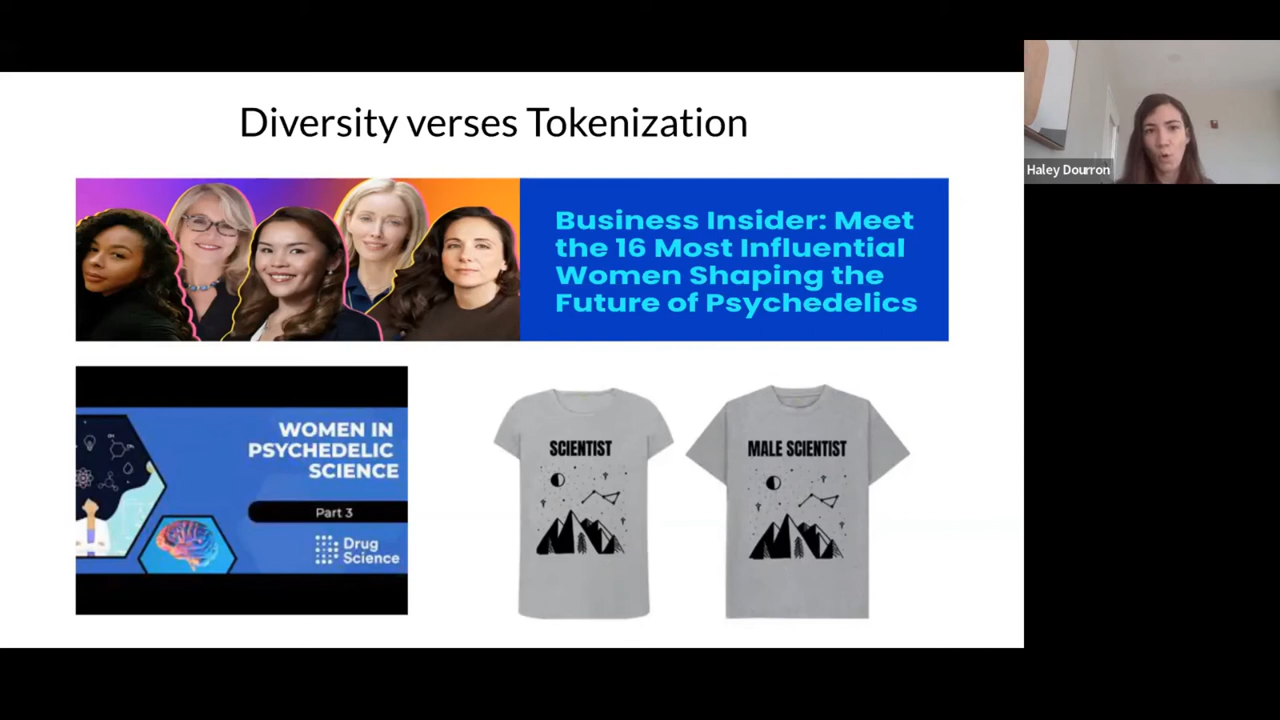 Diversity verses Tokenization
Haley Dourron
Business Insider: Meet
the 16 Most Influential
Women Shaping the
Future of Psychedelics
WOMEN IN
PSYCHEDELIC
SCIENCE
Part 3
Drug
Science
SCIENTIST
MALE SCIENTIST